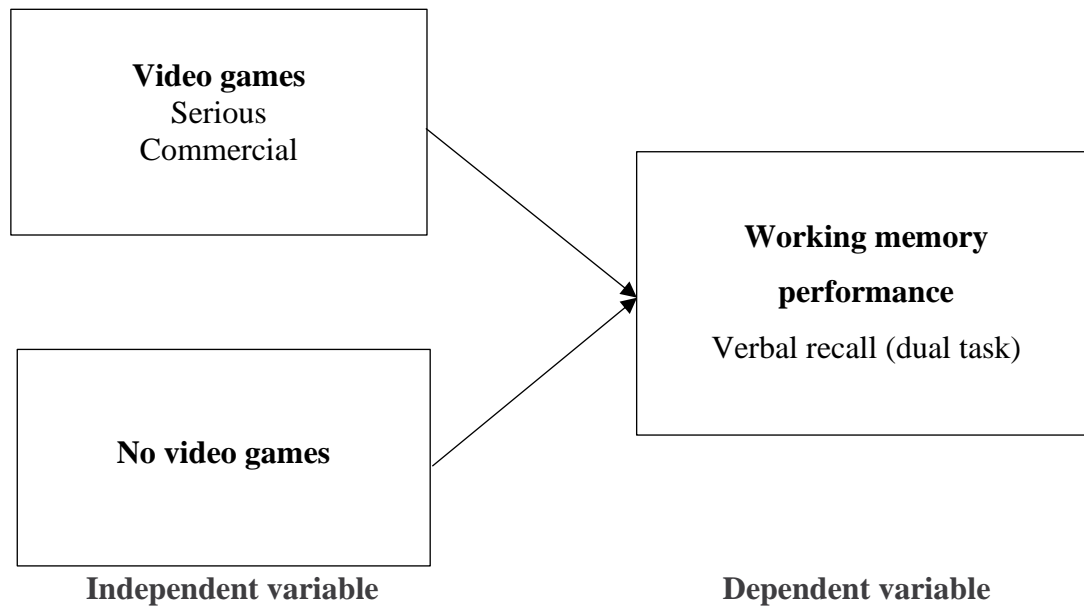 Video games
Serious
Commercial
Working memory
performance
Verbal recall (dual task)
No video games
Independent variable
Dependent variable